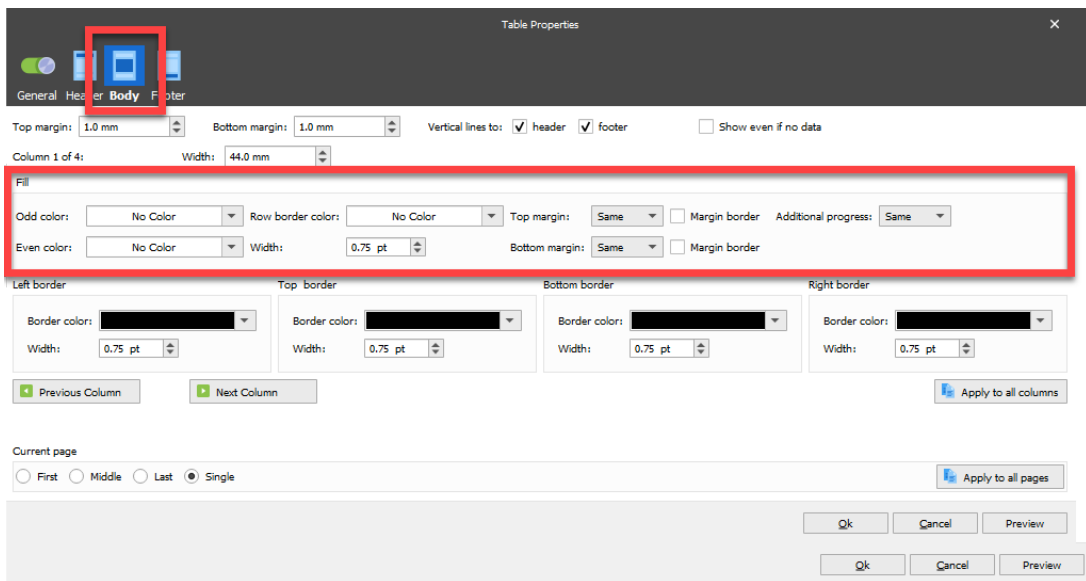 Table Properties
General Header Body Footer
Top margin: 1.0 mm Bottom margin: 1.0 mm Vertical lines to: header footer Show even if no data
Column 1 of 4: Width: 44.0 mm
Fill
Odd color: No Color Row border color: No Color Top margin: Same Margin border Additional progress: Same
Even color: No Color Width: 0.75 pt Bottom margin: Same Margin border
Left border Top border Bottom border Right border
Border color: Border color: Border color: Border color:
Width: 0.75 pt Width: 0.75 pt Width: 0.75 pt Width: 0.75 pt
Previous Column Next Column Apply to all columns
Current page
First Middle Last Single Apply to all pages
Ok Cancel Preview
Ok Cancel Preview